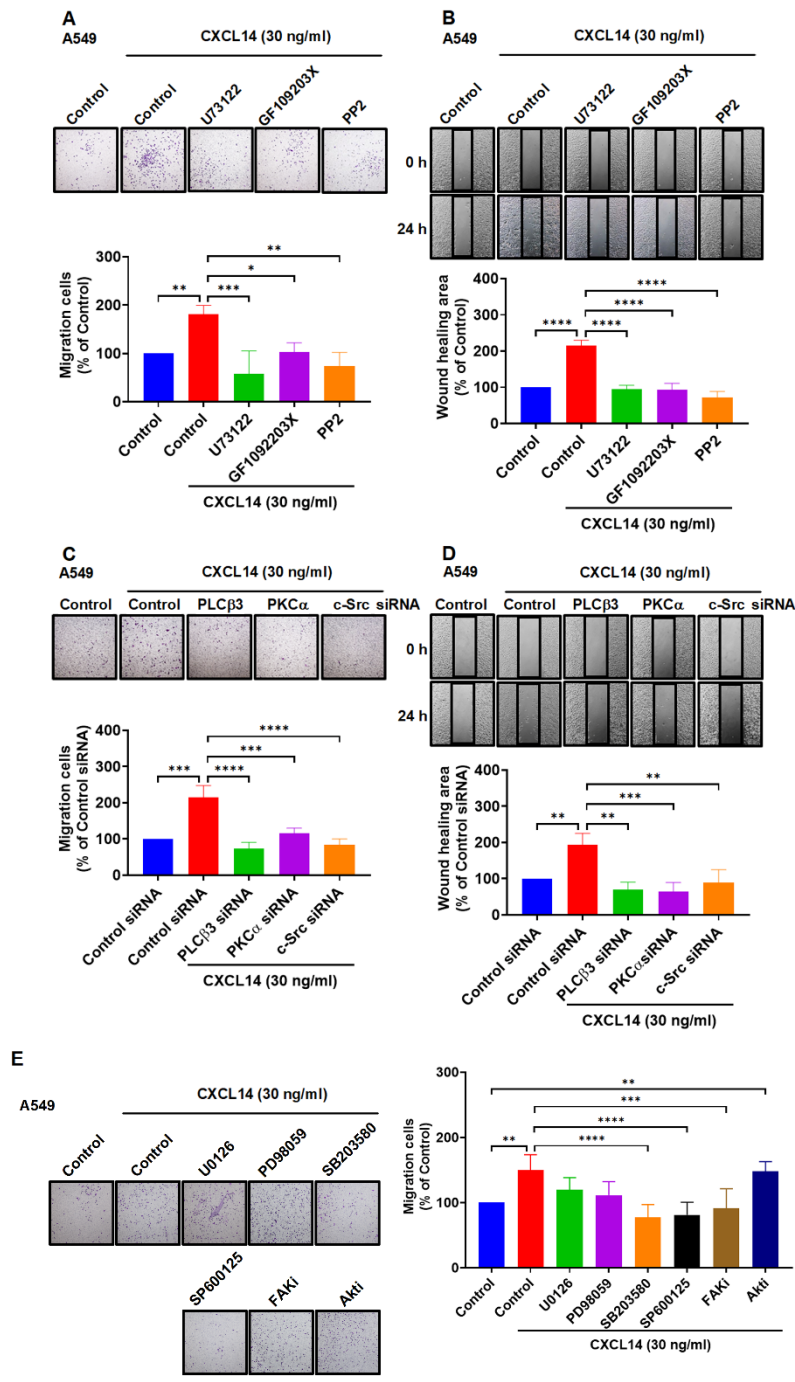 A
A549
CXCL14 (30 ng/ml)
Control
Control
U73122
GF109203X
PP2
Migration cells
(% of Control)
300
200
100
0
**
***
*
**
Control
Control
U73122
GF1092203X
PP2
CXCL14 (30 ng/ml)
B
A549
CXCL14 (30 ng/ml)
Control
Control
U73122
GF109203X
PP2
0 h
24 h
Wound healing area
(% of Control)
400
300
200
100
0
****
****
****
****
Control
Control
U73122
GF1092203X
PP2
CXCL14 (30 ng/ml)
C
A549
CXCL14 (30 ng/ml)
Control
Control
PLCβ3
PKCα
c-Src siRNA
Migration cells
(% of Control siRNA)
400
300
200
100
0
***
****
***
****
Control siRNA
Control siRNA
PLCβ3 siRNA
PKCα siRNA
c-Src siRNA
CXCL14 (30 ng/ml)
D
A549
CXCL14 (30 ng/ml)
Control
Control
PLCβ3
PKCα
c-Src siRNA
0 h
24 h
Wound healing area
(% of Control siRNA)
400
300
200
100
0
**
**
***
**
Control siRNA
Control siRNA
PLCβ3 siRNA
PKCαsiRNA
c-Src siRNA
CXCL14 (30 ng/ml)
E
A549
CXCL14 (30 ng/ml)
Control
Control
U0126
PD98059
SB203580
SP600125
FAKi
Akti
Migration cells
(% of Control)
300
200
100
0
**
****
****
***
**
Control
Control
U0126
PD98059
SB203580
SP600125
FAKi
Akti
CXCL14 (30 ng/ml)